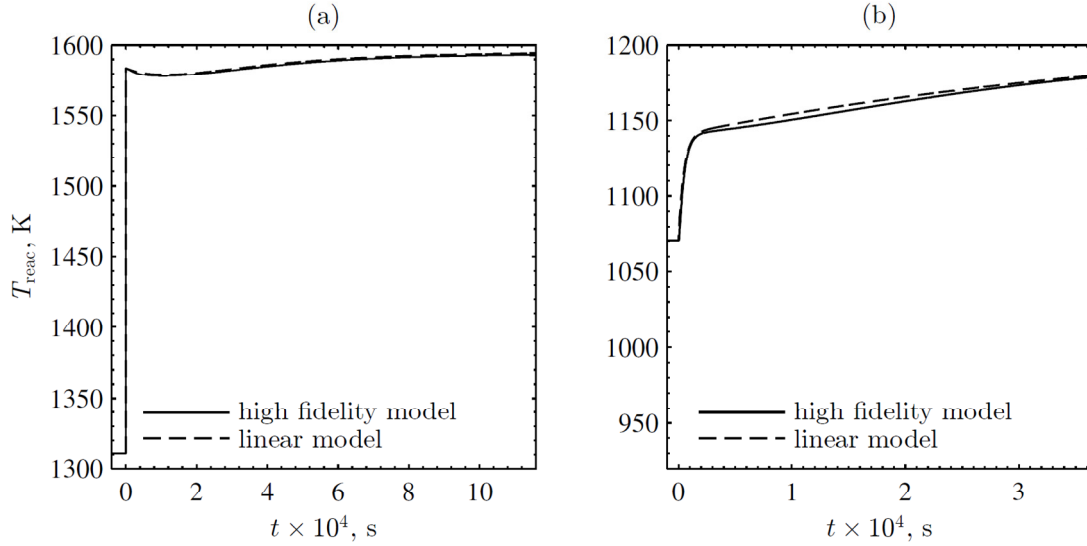 (a)
1600
1550
1500
1450
1400
1350
1300
T_reac, K
high fidelity model
linear model
0 2 4 6 8 10
t × 10^4, s
(b)
1200
1150
1100
1050
1000
950
high fidelity model
linear model
0 1 2 3
t × 10^4, s